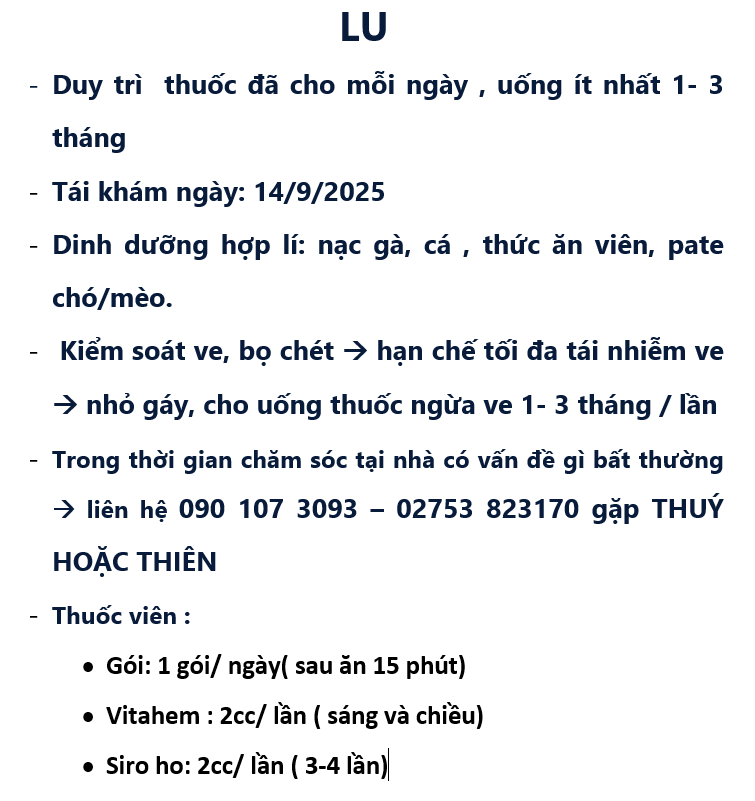 LU
- Duy trì thuốc đã cho mỗi ngày , uống ít nhất 1- 3
tháng
- Tái khám ngày: 14/9/2025
- Dinh dưỡng hợp lí: nạc gà, cá , thức ăn viên, pate
chó/mèo.
- Kiểm soát ve, bọ chét → hạn chế tối đa tái nhiễm ve
→ nhỏ gáy, cho uống thuốc ngừa ve 1- 3 tháng / lần
- Trong thời gian chăm sóc tại nhà có vấn đề gì bất thường
→ liên hệ 090 107 3093 – 02753 823170 gặp THUÝ
HOẶC THIÊN
- Thuốc viên :
• Gói: 1 gói/ ngày( sau ăn 15 phút)
• Vitahem : 2cc/ lần ( sáng và chiều)
• Siro ho: 2cc/ lần ( 3-4 lần)